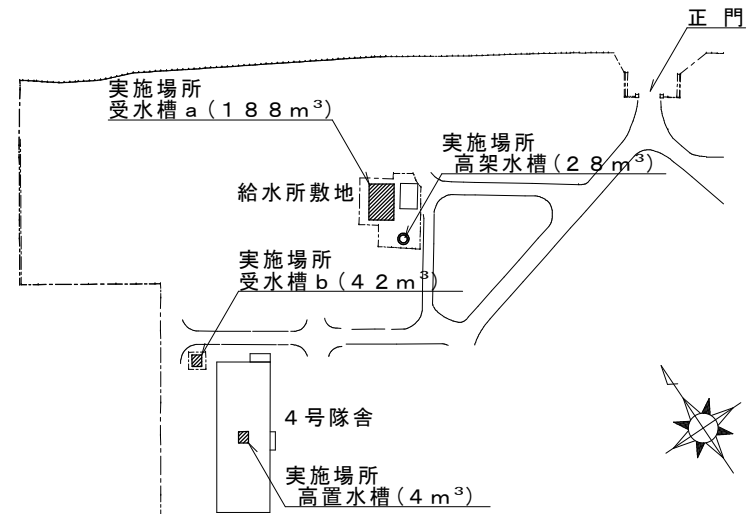 正 門
実施場所
受水槽ａ(１８８ｍ³)
実施場所
高架水槽(２８ｍ³)
給水所敷地
実施場所
受水槽ｂ(４２ｍ³)
４号隊舎
実施場所
高置水槽(４ｍ³)